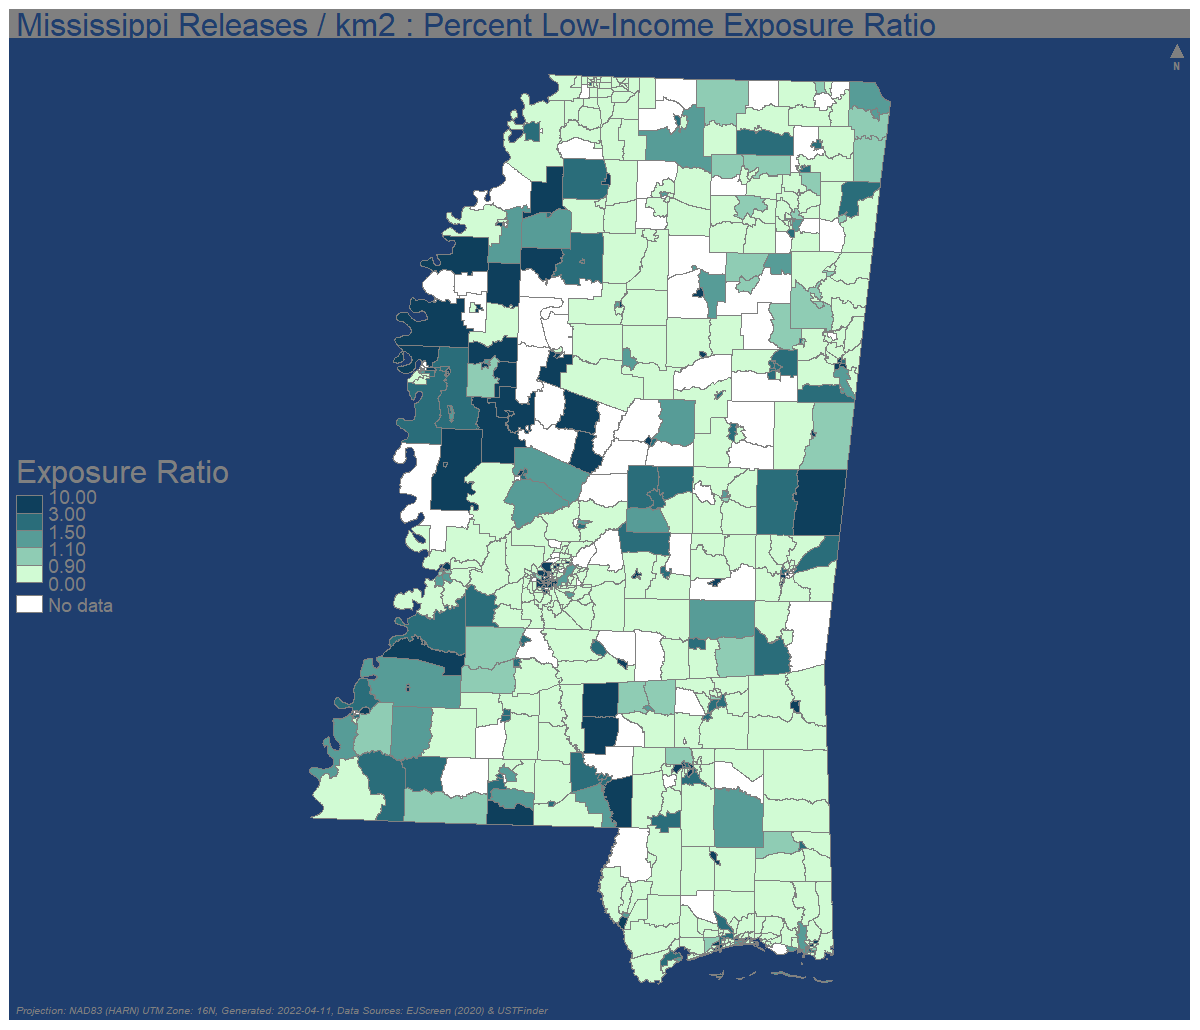 Mississippi Releases / km2 : Percent Low-Income Exposure Ratio
N
Exposure Ratio
10.00
3.00
1.50
1.10
0.90
0.00
No data
Projection: NAD83 (HARN) UTM Zone: 16N, Generated: 2022-04-11, Data Sources: EJScreen (2020) & USTFinder